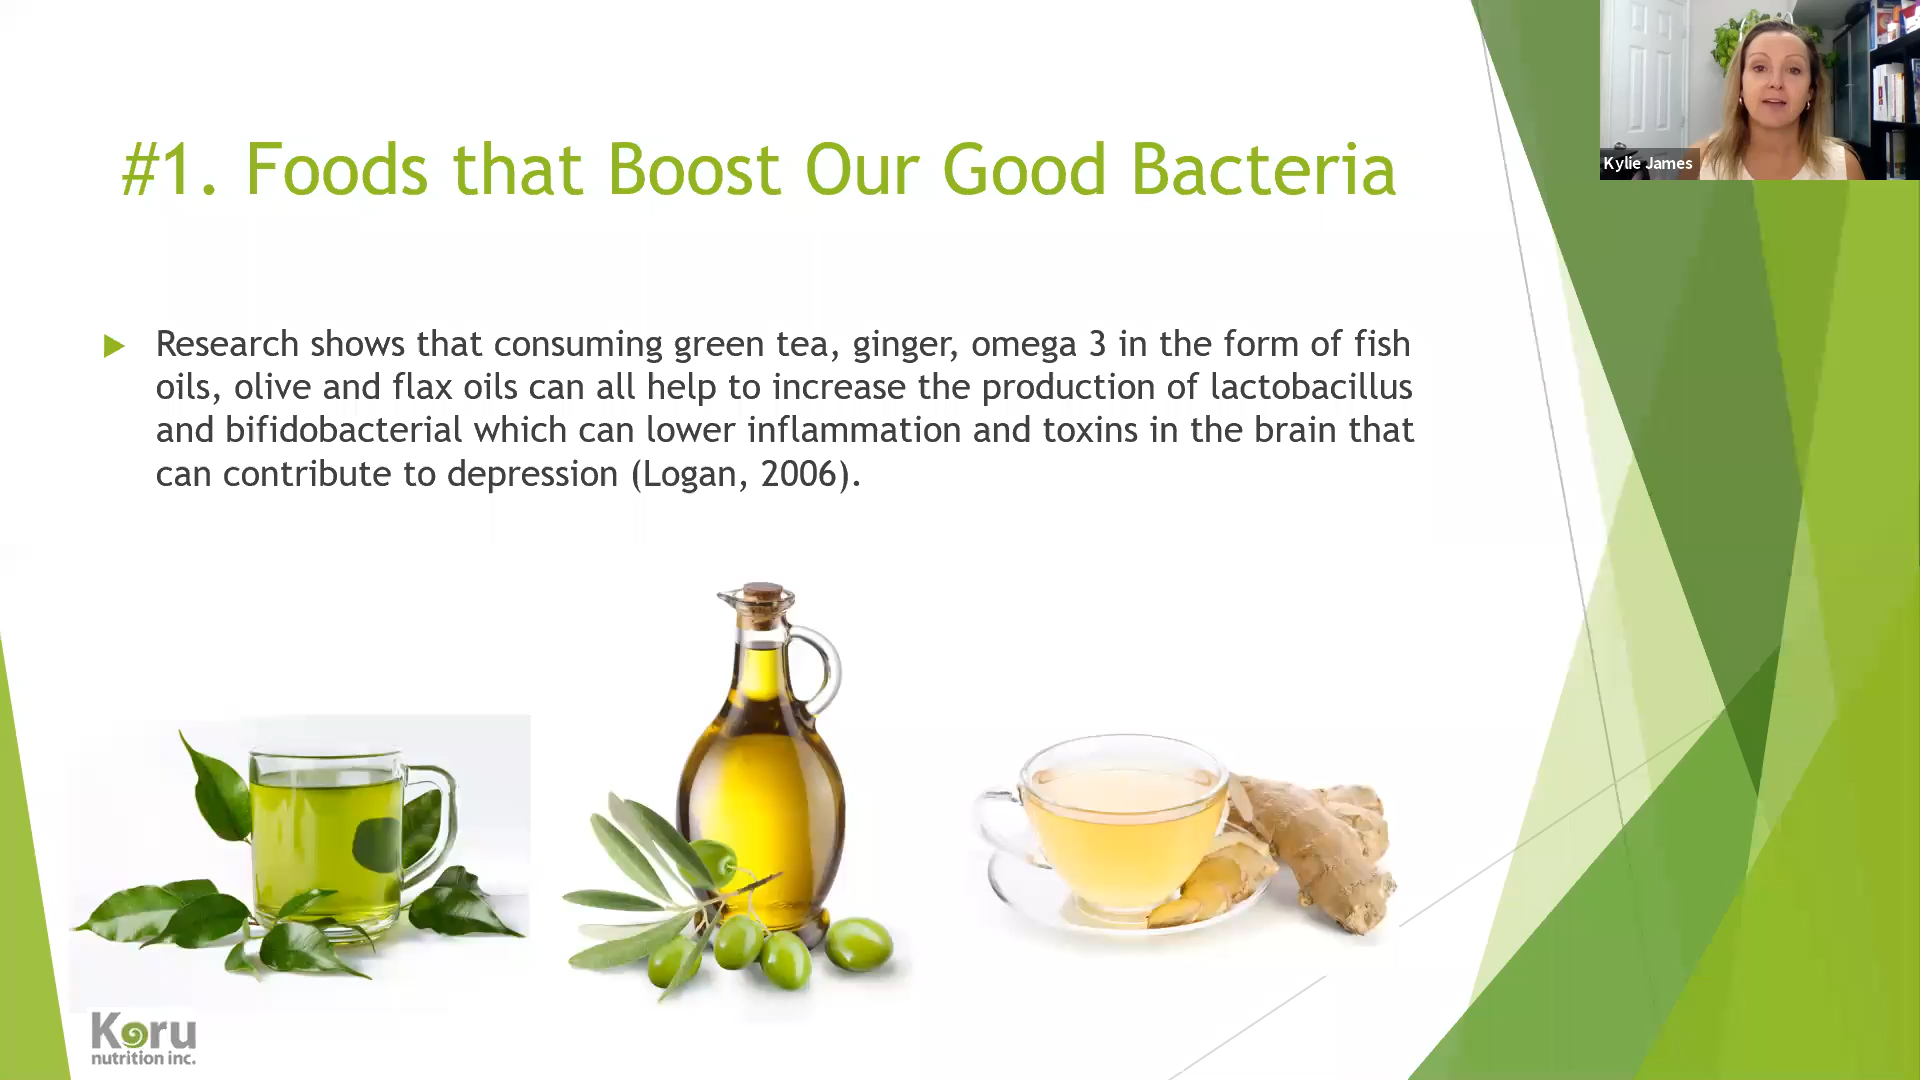 #1. Foods that Boost Our Good Bacteria
Kylie James
Research shows that consuming green tea, ginger, omega 3 in the form of fish
oils, olive and flax oils can all help to increase the production of lactobacillus
and bifidobacterial which can lower inflammation and toxins in the brain that
can contribute to depression (Logan, 2006).
Koru
nutrition inc.